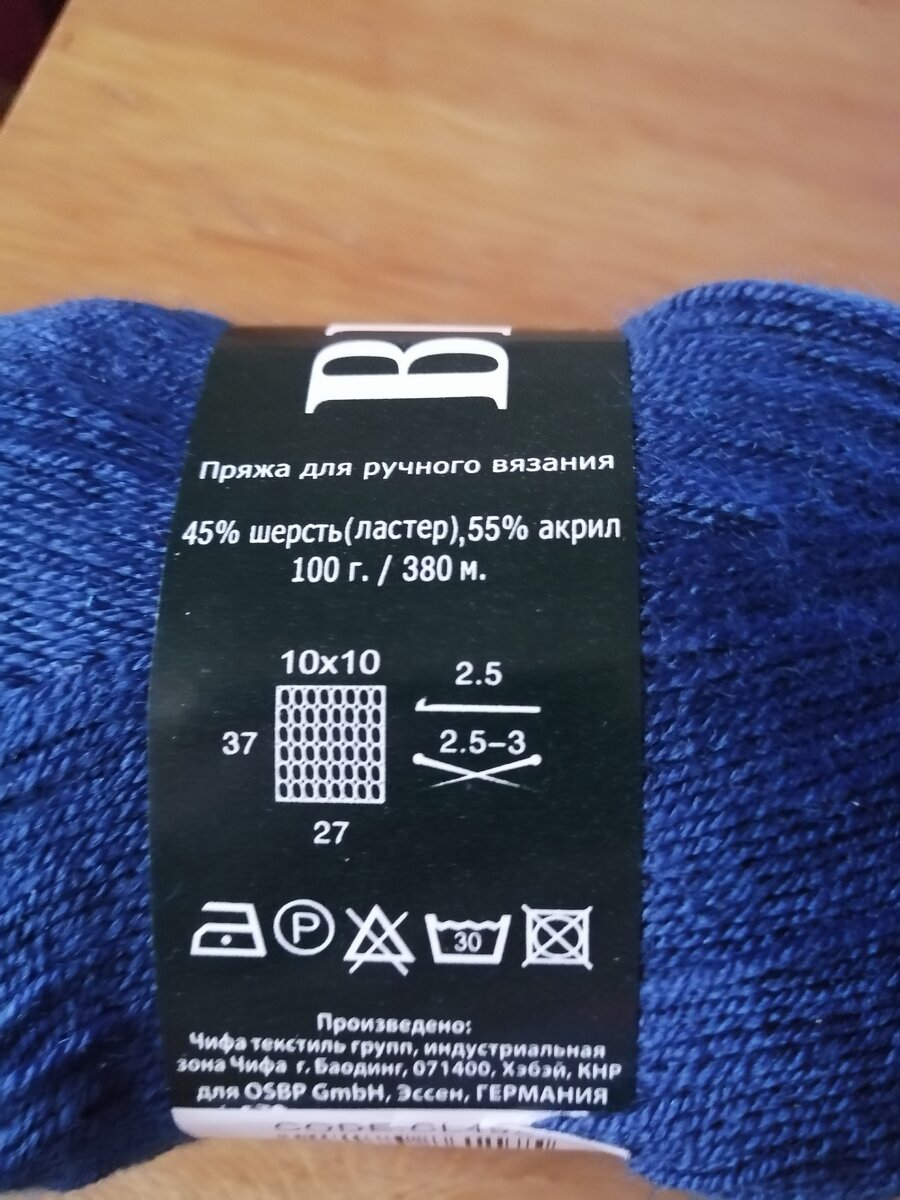 B
Пряжа для ручного вязания
45% шерсть(ластер),55% акрил
100 г. / 380 м.
10x10
2.5
37
2.5-3
27
P
30
Произведено:
Чифа текстиль групп, индустриальная
зона Чифа г. Баодинг, 071400, Хэбэй, КНР
для OSBP GmbH, Эссен, ГЕРМАНИЯ